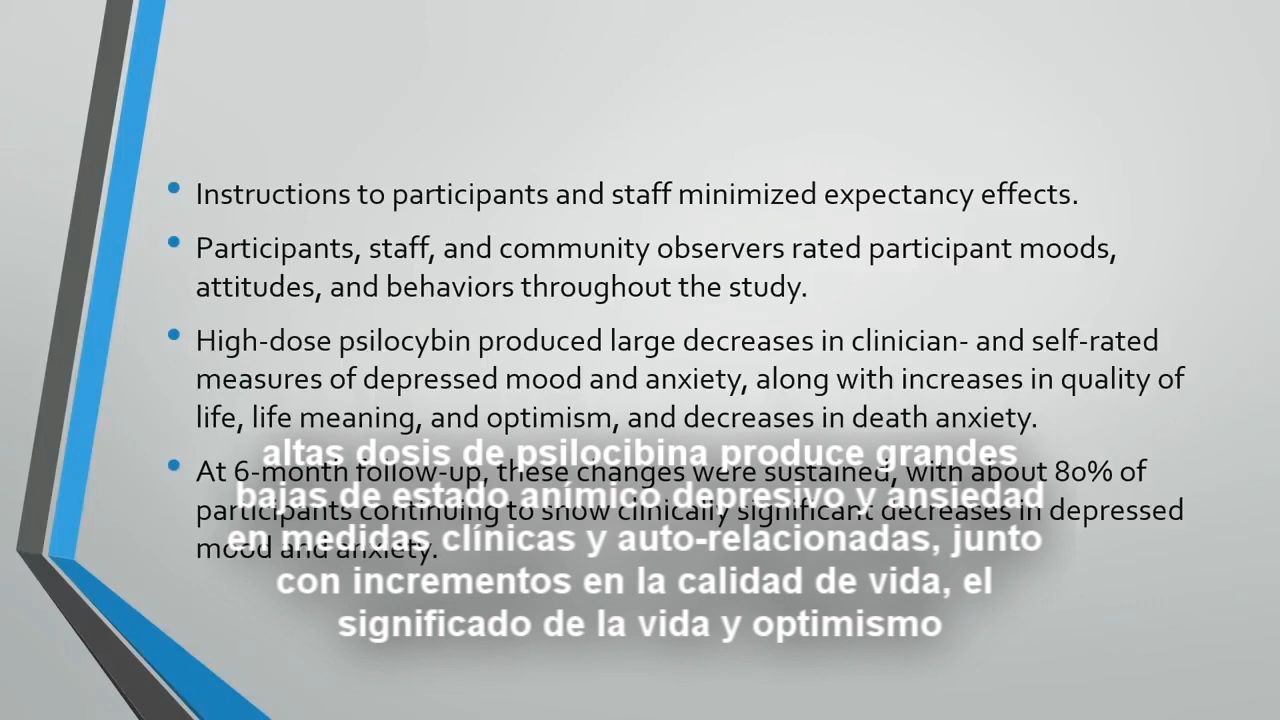 Instructions to participants and staff minimized expectancy effects.
Participants, staff, and community observers rated participant moods,
attitudes, and behaviors throughout the study.
High-dose psilocybin produced large decreases in clinician- and self-rated
measures of depressed mood and anxiety, along with increases in quality of
life, life meaning, and optimism, and decreases in death anxiety.
At 6-month follow-up, these changes were sustained, with about 80% of
participants continuing to show clinically significant decreases in depressed
mood and anxiety.
altas dosis de psilocibina produce grandes
bajas de estado anímico depresivo y ansiedad
en medidas clínicas y auto-relacionadas, junto
con incrementos en la calidad de vida, el
significado de la vida y optimismo